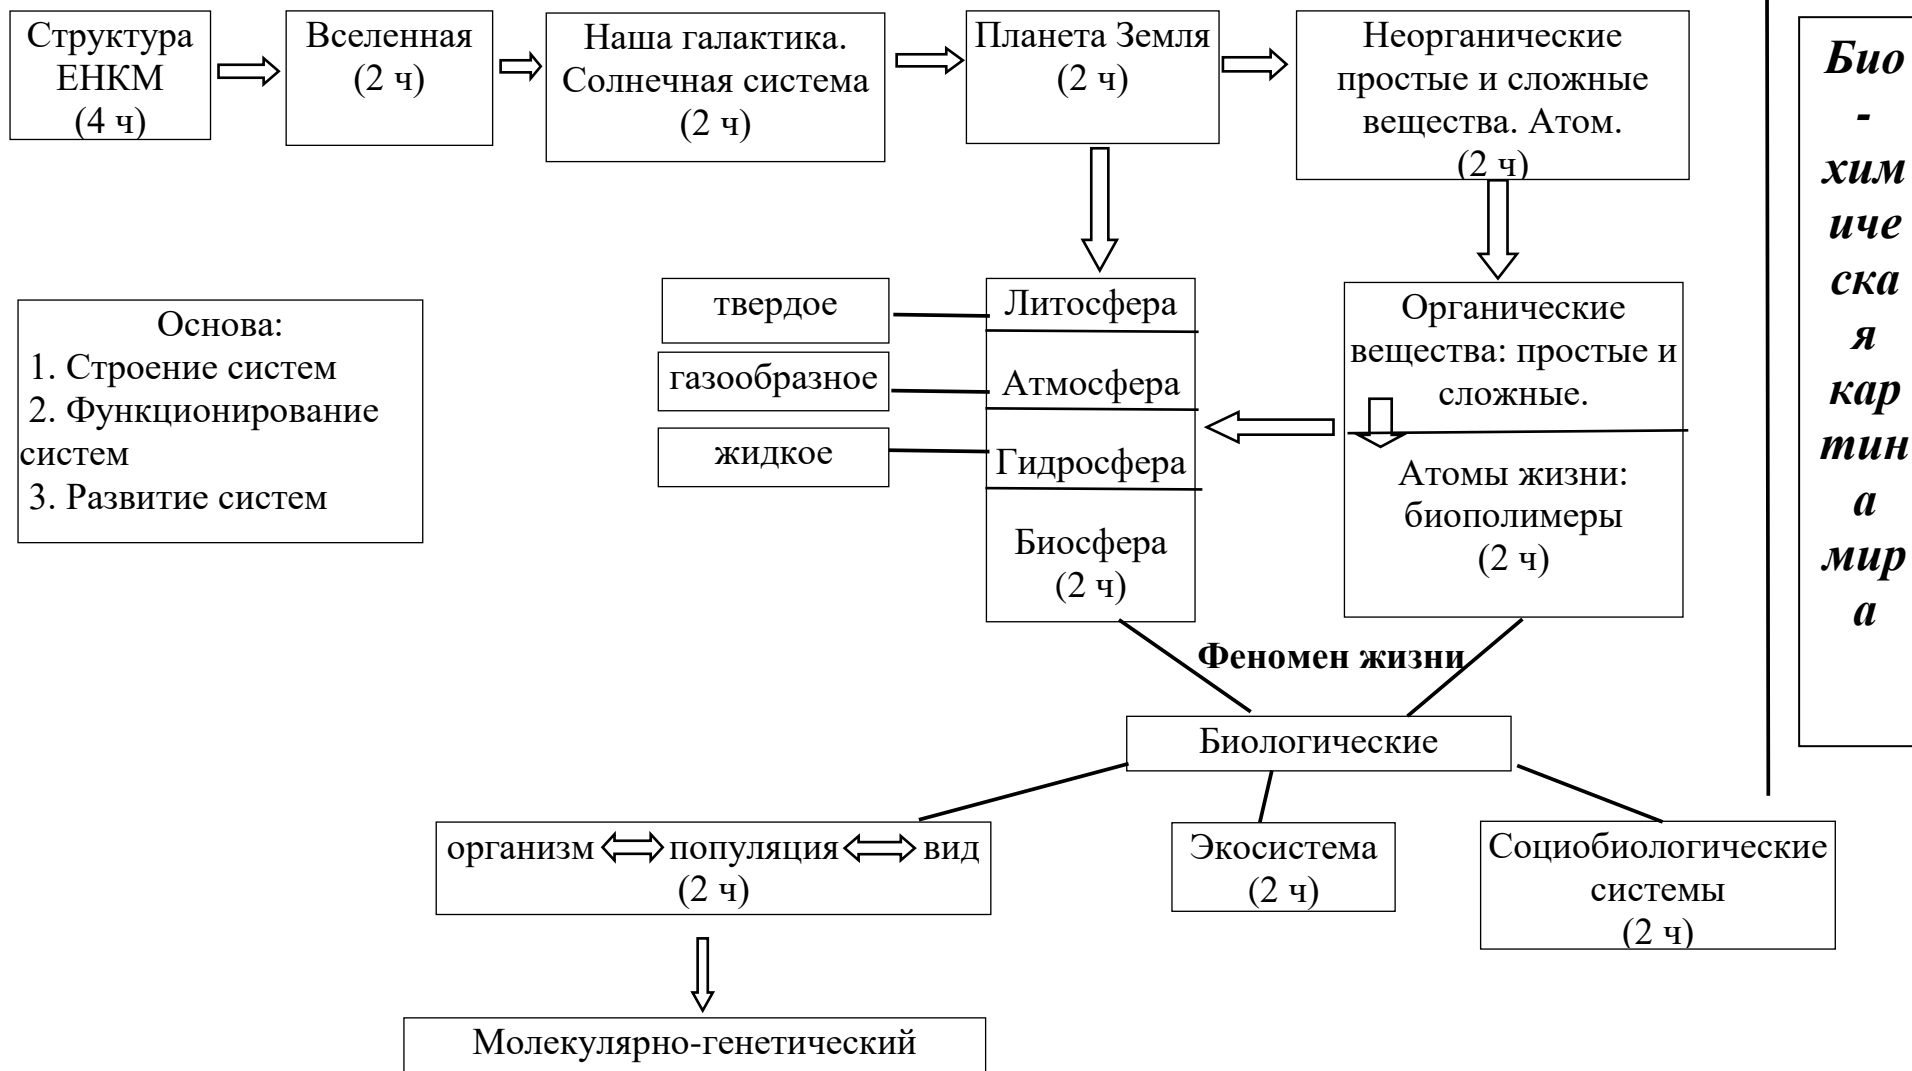 Структура
ЕНКМ
(4 ч)
Вселенная
(2 ч)
Наша галактика.
Солнечная система
(2 ч)
Планета Земля
(2 ч)
Неорганические
простые и сложные
вещества. Атом.
(2 ч)
Био
-
хим
иче
ска
я
кар
тин
а
мир
а
Основа:
1. Строение систем
2. Функционирование
систем
3. Развитие систем
твердое
газообразное
жидкое
Литосфера
Атмосфера
Гидросфера
Биосфера
(2 ч)
Органические
вещества: простые и
сложные.
Атомы жизни:
биополимеры
(2 ч)
Феномен жизни
Биологические
организм популяция вид
(2 ч)
Экосистема
(2 ч)
Социобиологические
системы
(2 ч)
Молекулярно-генетический